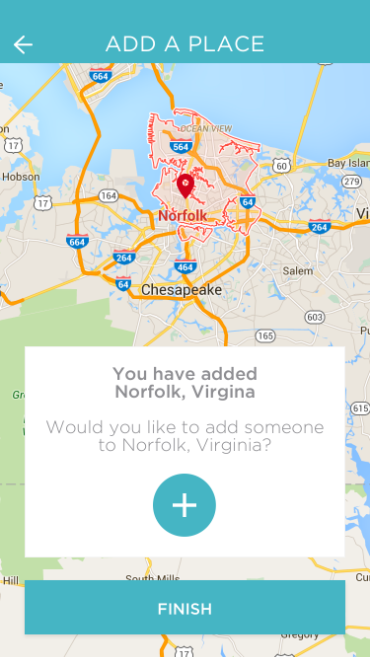 ADD A PLACE
664
OCEAN VIEW
17
564
60
Bay Islan
Hobson
279
164
17
64
Norfolk
Vi
264
664
264
464
Salem
64
Chesapeake
603
165
You have added
Norfolk, Virgina
615
Would you like to add someone
to Norfolk, Virginia?
Hill
South Mills
FINISH
Gregory
17